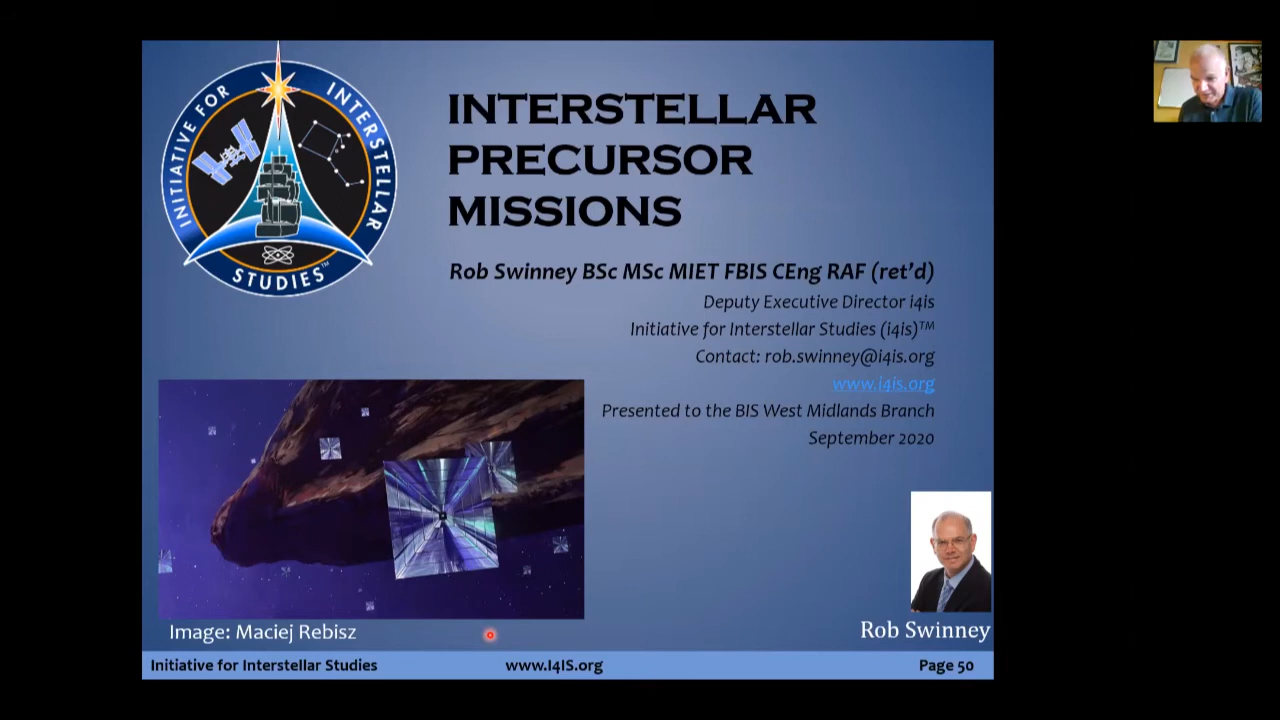 INITIATIVE FOR INTERSTELLAR STUDIES™
INTERSTELLAR
PRECURSOR
MISSIONS
Rob Swinney BSc MSc MIET FBIS CEng RAF (ret'd)
Deputy Executive Director i4is
Initiative for Interstellar Studies (i4is)™
Contact: rob.swinney@i4is.org
www.i4is.org
Presented to the BIS West Midlands Branch
September 2020
Image: Maciej Rebisz
Rob Swinney
Initiative for Interstellar Studies www.I4IS.org Page 50